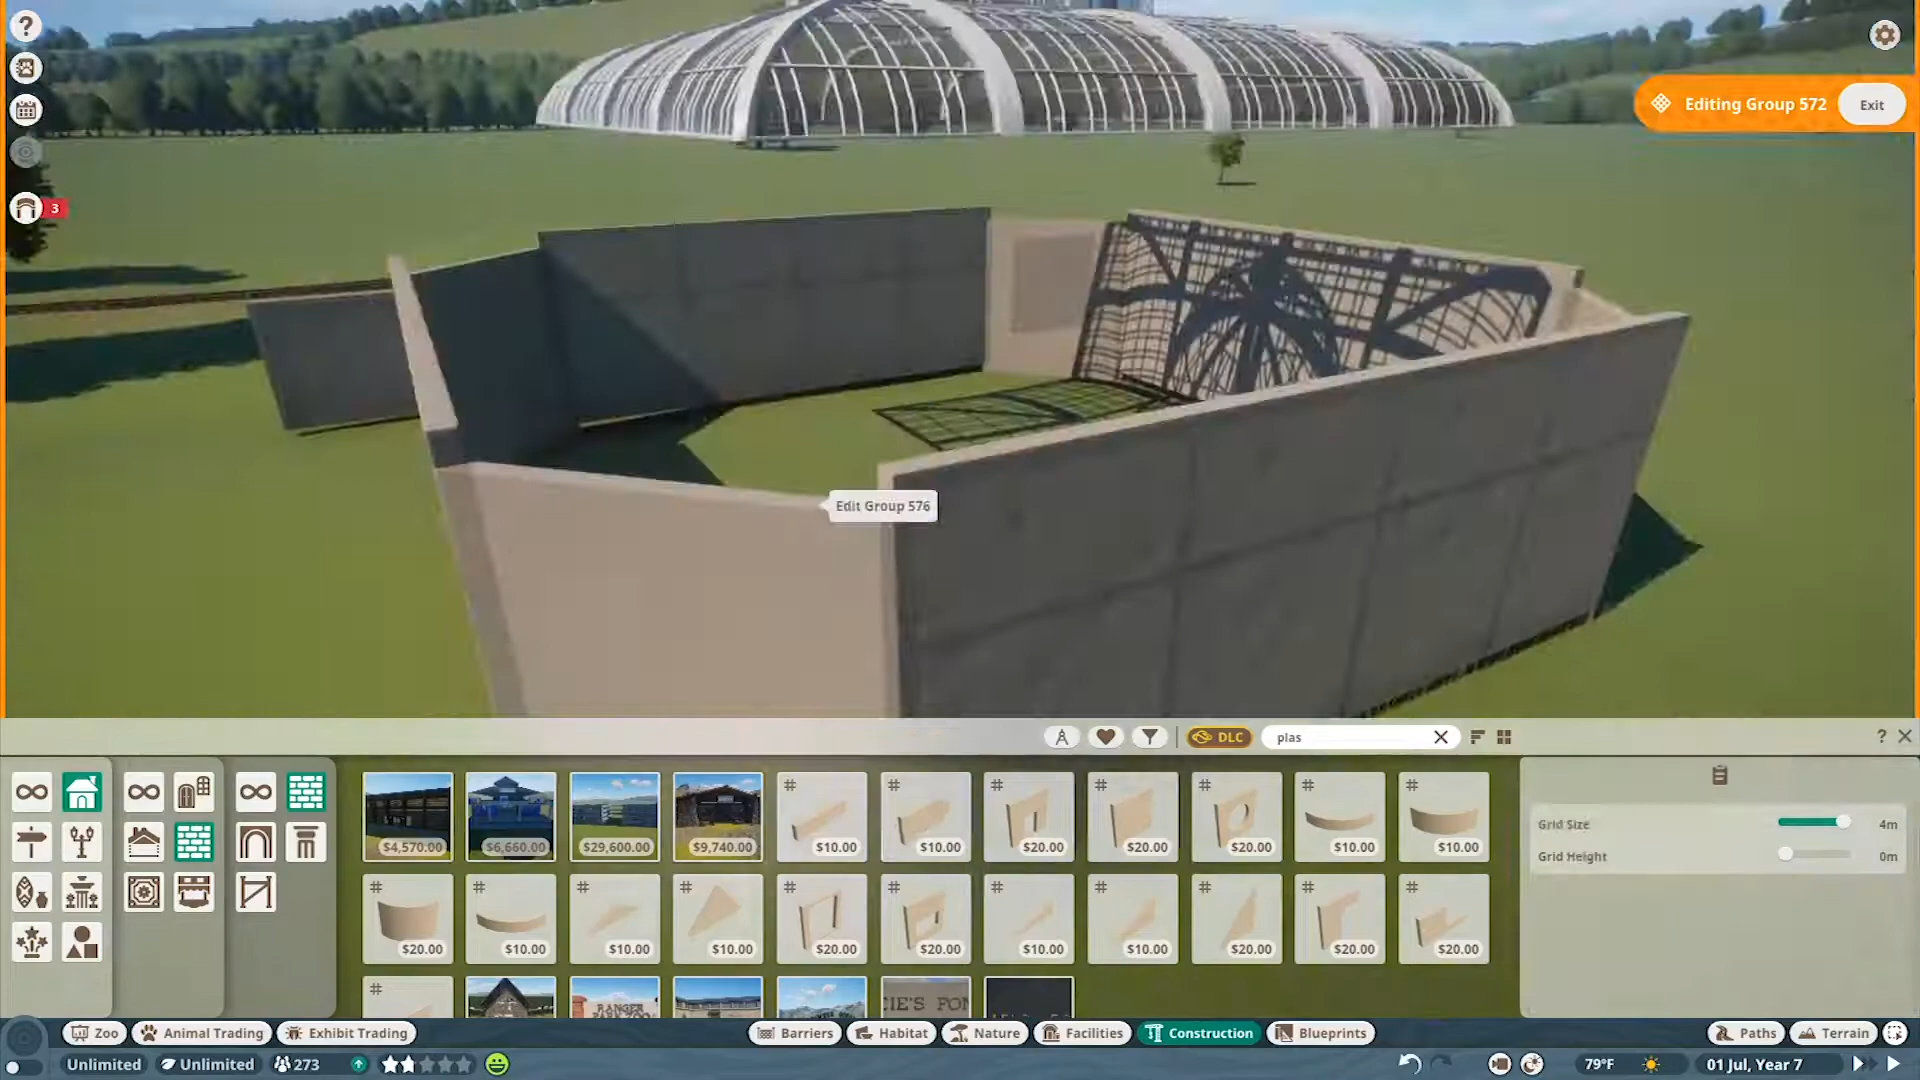 ?
Editing Group 572
Exit
3
Edit Group 576
DLC
plas
?
$4,570.00
$6,660.00
$29,600.00
$9,740.00
$10.00
$10.00
$20.00
$20.00
$20.00
$10.00
$10.00
$20.00
$10.00
$10.00
$10.00
$20.00
$20.00
$10.00
$10.00
$20.00
$20.00
$20.00
RANGER
CIE'S FON
Grid Size
4m
Grid Height
0m
Zoo
Animal Trading
Exhibit Trading
Barriers
Habitat
Nature
Facilities
Construction
Blueprints
Paths
Terrain
Unlimited
Unlimited
273
79°F
01 Jul, Year 7